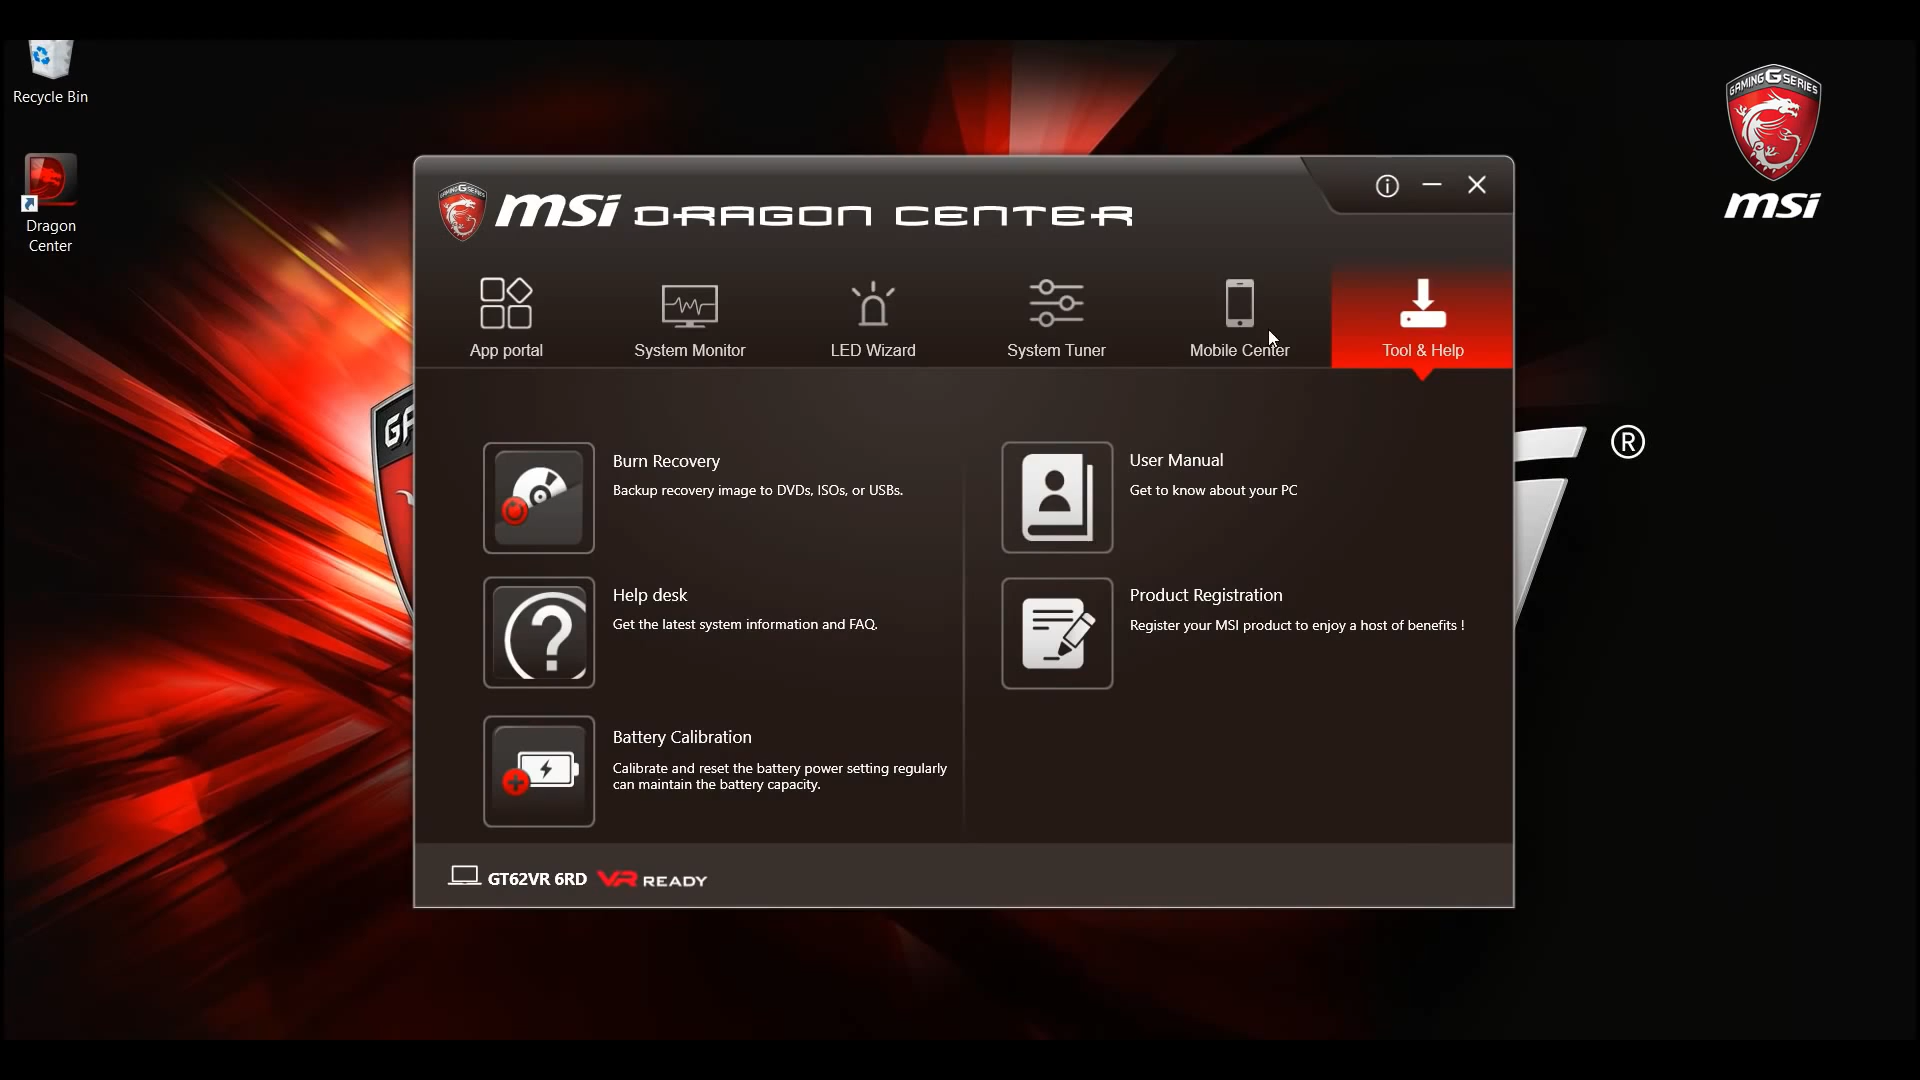 Recycle Bin
Dragon
Center
GAMING G SERIES
msi
GAMING G SERIES
msi DRAGON CENTER
App portal
System Monitor
LED Wizard
System Tuner
Mobile Center
Tool & Help
GA
®
Burn Recovery
Backup recovery image to DVDs, ISOs, or USBs.
User Manual
Get to know about your PC
Help desk
Get the latest system information and FAQ.
Product Registration
Register your MSI product to enjoy a host of benefits !
Battery Calibration
Calibrate and reset the battery power setting regularly
can maintain the battery capacity.
GT62VR 6RD VR READY